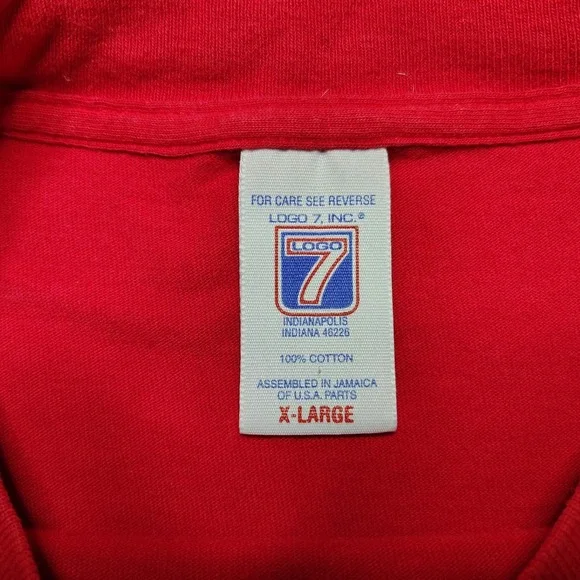 FOR CARE SEE REVERSE
LOGO 7, INC.®
LOGO
7
INDIANAPOLIS
INDIANA 46226
100% COTTON
ASSEMBLED IN JAMAICA
OF U.S.A. PARTS
X-LARGE